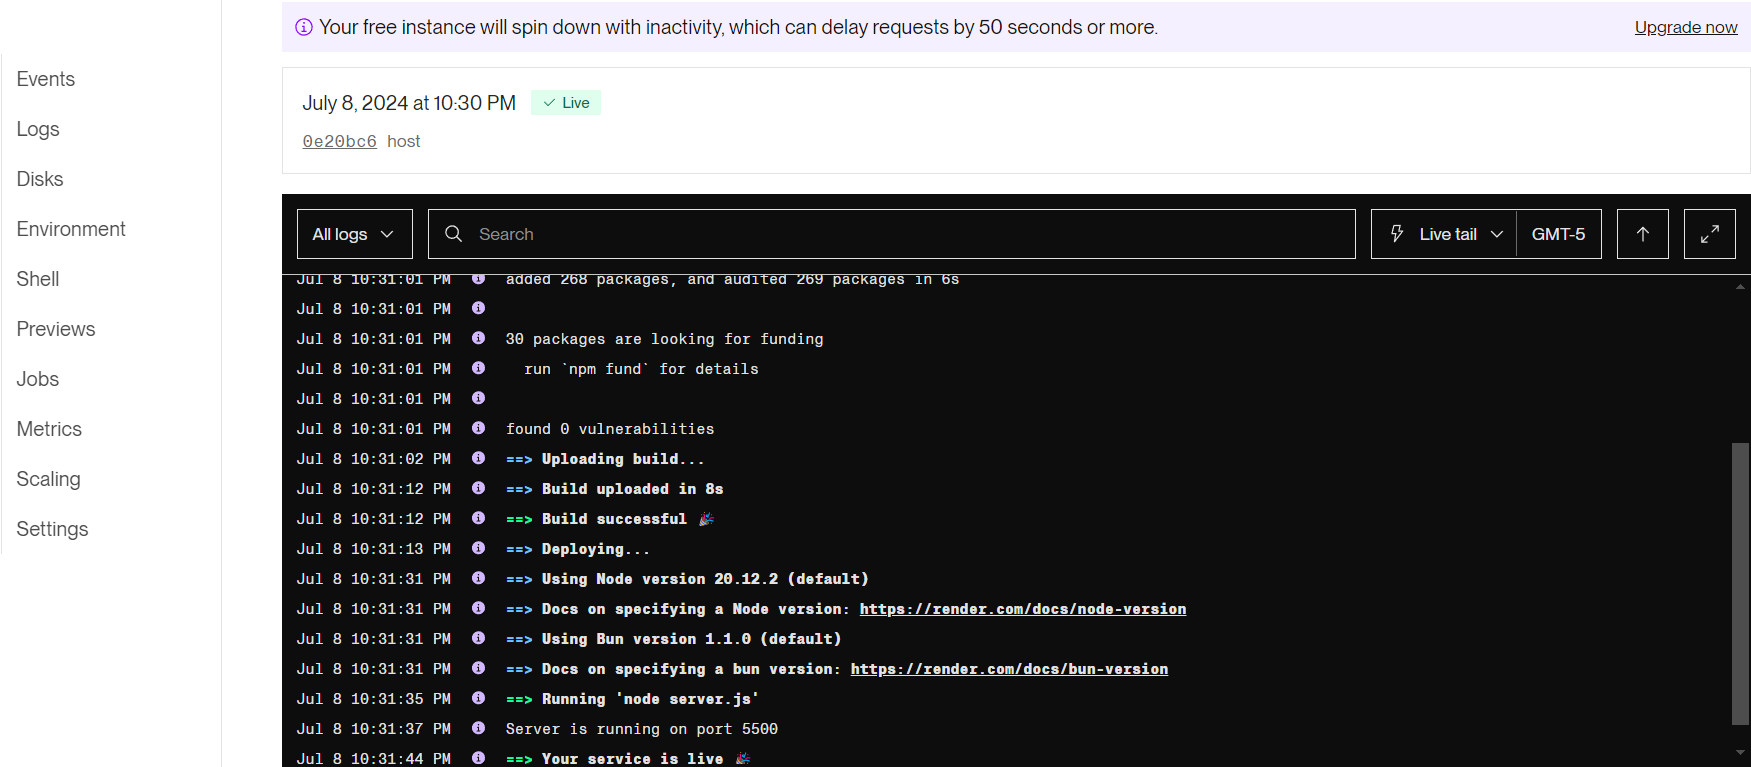 Your free instance will spin down with inactivity, which can delay requests by 50 seconds or more.
Upgrade now
Events
Logs
Disks
Environment
Shell
Previews
Jobs
Metrics
Scaling
Settings
July 8, 2024 at 10:30 PM
Live
0e20bc6 host
All logs
Search
Live tail
GMT-5
Jul 8 10:31:01 PM added 268 packages, and audited 269 packages in 6s
Jul 8 10:31:01 PM
Jul 8 10:31:01 PM 30 packages are looking for funding
Jul 8 10:31:01 PM run `npm fund` for details
Jul 8 10:31:01 PM
Jul 8 10:31:01 PM found 0 vulnerabilities
Jul 8 10:31:02 PM ==> Uploading build...
Jul 8 10:31:12 PM ==> Build uploaded in 8s
Jul 8 10:31:12 PM ==> Build successful 🎉
Jul 8 10:31:13 PM ==> Deploying...
Jul 8 10:31:31 PM ==> Using Node version 20.12.2 (default)
Jul 8 10:31:31 PM ==> Docs on specifying a Node version: https://render.com/docs/node-version
Jul 8 10:31:31 PM ==> Using Bun version 1.1.0 (default)
Jul 8 10:31:31 PM ==> Docs on specifying a bun version: https://render.com/docs/bun-version
Jul 8 10:31:35 PM ==> Running 'node server.js'
Jul 8 10:31:37 PM Server is running on port 5500
Jul 8 10:31:44 PM ==> Your service is live 🎉